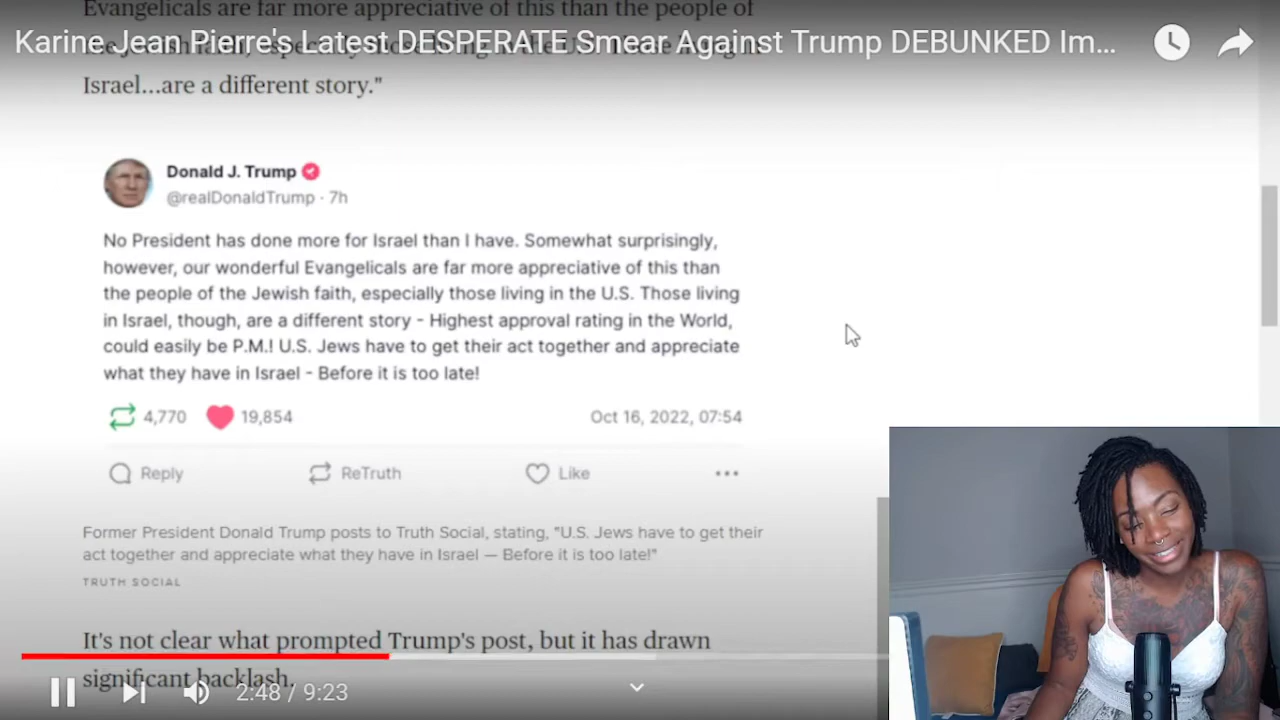 Evangelicals are far more appreciative of this than the people of
Karine Jean Pierre's Latest DESPERATE Smear Against Trump DEBUNKED Im...
Israel...are a different story."
Donald J. Trump
@realDonaldTrump · 7h
No President has done more for Israel than I have. Somewhat surprisingly,
however, our wonderful Evangelicals are far more appreciative of this than
the people of the Jewish faith, especially those living in the U.S. Those living
in Israel, though, are a different story - Highest approval rating in the World,
could easily be P.M.! U.S. Jews have to get their act together and appreciate
what they have in Israel - Before it is too late!
4,770 19,854 Oct 16, 2022, 07:54
Reply ReTruth Like
Former President Donald Trump posts to Truth Social, stating, "U.S. Jews have to get their
act together and appreciate what they have in Israel — Before it is too late!"
TRUTH SOCIAL
It's not clear what prompted Trump's post, but it has drawn
significant backlash.
2:48 / 9:23